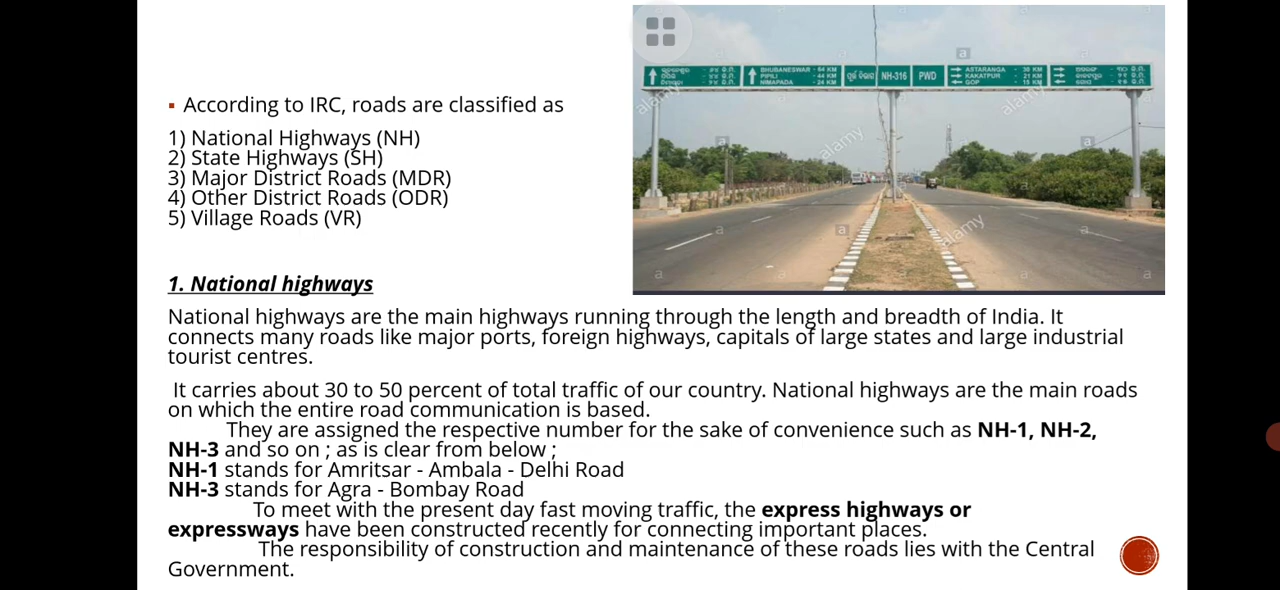 ▪ According to IRC, roads are classified as
1) National Highways (NH)
2) State Highways (SH)
3) Major District Roads (MDR)
4) Other District Roads (ODR)
5) Village Roads (VR)
BHUBANESWAR - 64 KM
PIPILI - 44 KM
NIMAPADA - 24 KM
NH-316
PWD
ASTARANGA - 30 KM
KAKATPUR - 21 KM
GOP - 15 KM
a
alamy
alamy
alamy
alamy
a
a
a
a
a
a
a
a
a
1. National highways
National highways are the main highways running through the length and breadth of India. It
connects many roads like major ports, foreign highways, capitals of large states and large industrial
tourist centres.
It carries about 30 to 50 percent of total traffic of our country. National highways are the main roads
on which the entire road communication is based.
They are assigned the respective number for the sake of convenience such as NH-1, NH-2,
NH-3 and so on ; as is clear from below ;
NH-1 stands for Amritsar - Ambala - Delhi Road
NH-3 stands for Agra - Bombay Road
To meet with the present day fast moving traffic, the express highways or
expressways have been constructed recently for connecting important places.
The responsibility of construction and maintenance of these roads lies with the Central
Government.